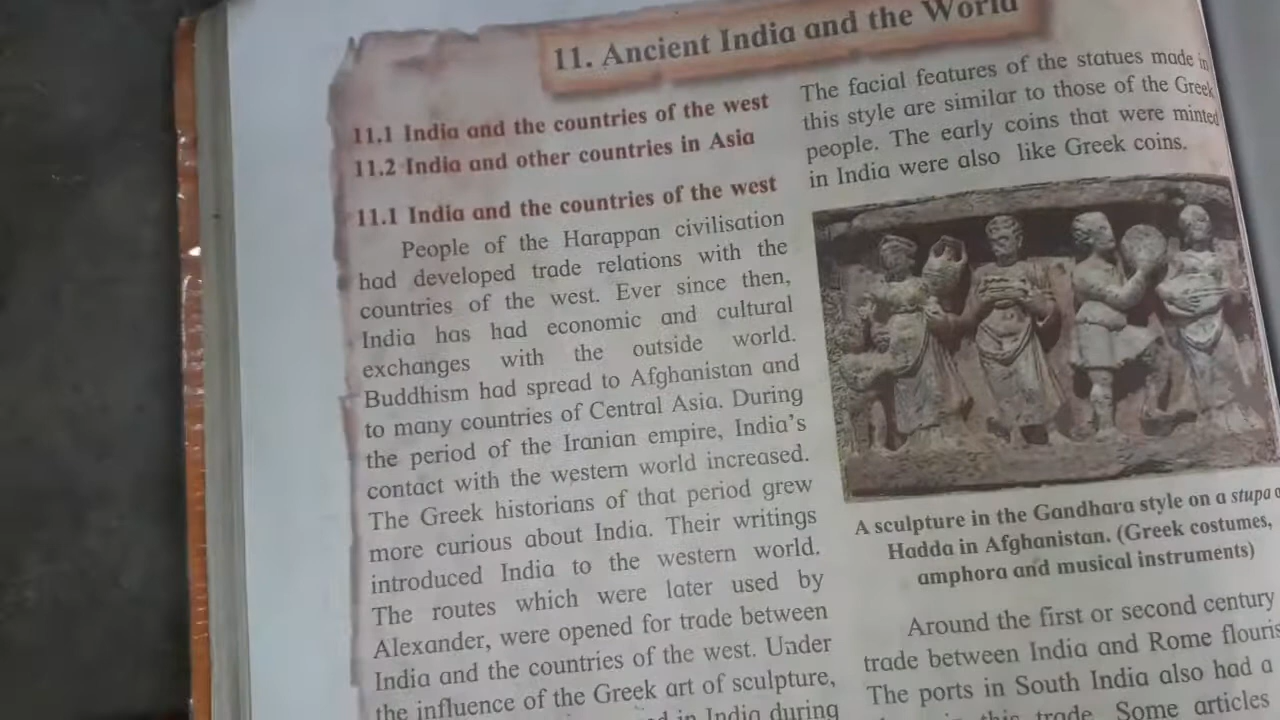 11. Ancient India and the World
11.1 India and the countries of the west
11.2 India and other countries in Asia
11.1 India and the countries of the west
People of the Harappan civilisation
had developed trade relations with the
countries of the west. Ever since then,
India has had economic and cultural
exchanges with the outside world.
Buddhism had spread to Afghanistan and
to many countries of Central Asia. During
the period of the Iranian empire, India's
contact with the western world increased.
The Greek historians of that period grew
more curious about India. Their writings
introduced India to the western world.
The routes which were later used by
Alexander, were opened for trade between
India and the countries of the west. Under
the influence of the Greek art of sculpture,
in India during
The facial features of the statues made in
this style are similar to those of the Greek
people. The early coins that were minted
in India were also like Greek coins.
A sculpture in the Gandhara style on a stupa
Hadda in Afghanistan. (Greek costumes,
amphora and musical instruments)
Around the first or second century
trade between India and Rome
The ports in South India also had a
this trade. Some articles